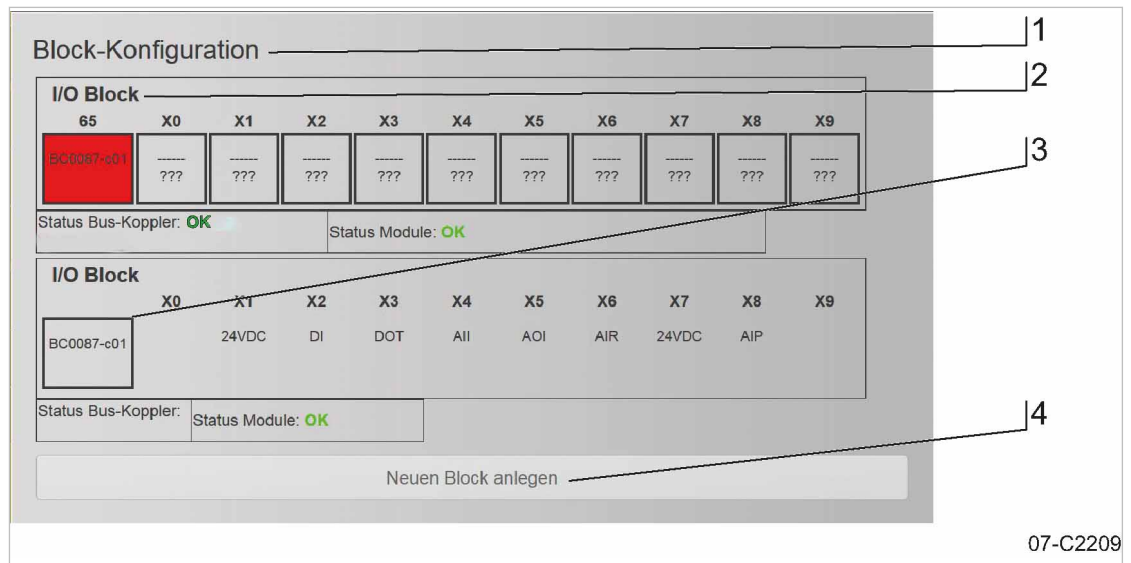 1
Block-Konfiguration
2
I/O Block
65 X0 X1 X2 X3 X4 X5 X6 X7 X8 X9
BC0087-c01 ------ ------ ------ ------ ------ ------ ------ ------ ------ ------
??? ??? ??? ??? ??? ??? ??? ??? ??? ???
3
Status Bus-Koppler: OK
Status Module: OK
I/O Block
X0 X1 X2 X3 X4 X5 X6 X7 X8 X9
BC0087-c01 24VDC DI DOT AII AOI AIR 24VDC AIP
Status Bus-Koppler:
Status Module: OK
4
Neuen Block anlegen
07-C2209